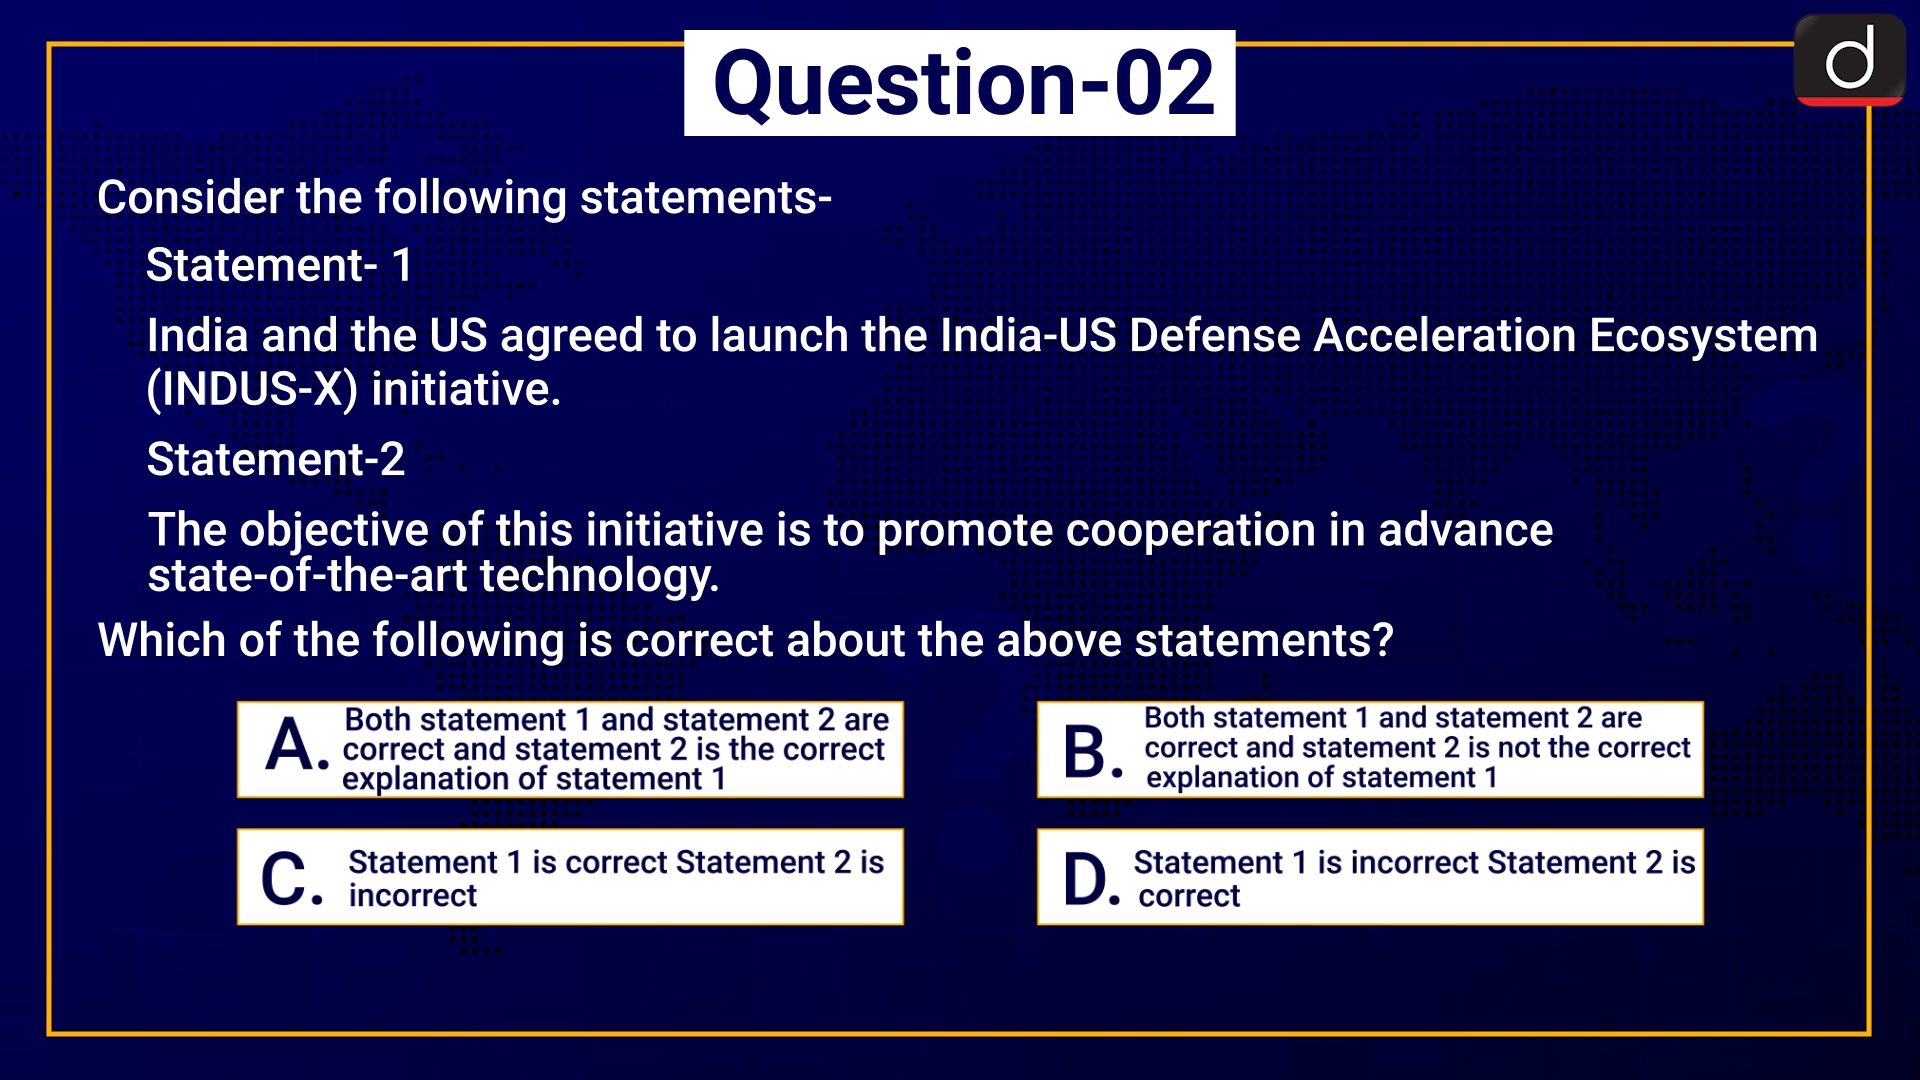 Question-02
d
Consider the following statements-
Statement- 1
India and the US agreed to launch the India-US Defense Acceleration Ecosystem
(INDUS-X) initiative.
Statement-2
The objective of this initiative is to promote cooperation in advance
state-of-the-art technology.
Which of the following is correct about the above statements?
A. Both statement 1 and statement 2 are
correct and statement 2 is the correct
explanation of statement 1
B. Both statement 1 and statement 2 are
correct and statement 2 is not the correct
explanation of statement 1
C. Statement 1 is correct Statement 2 is
incorrect
D. Statement 1 is incorrect Statement 2 is
correct